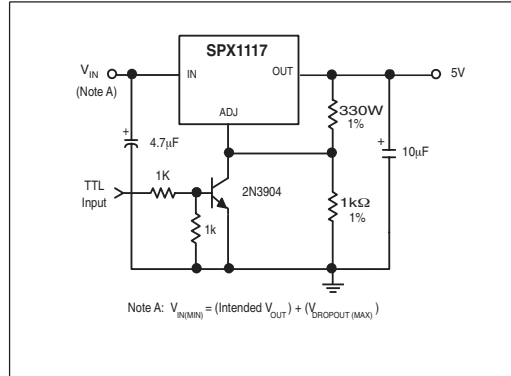 SPX1117
V_IN
(Note A)
IN
OUT
5V
ADJ
330W
1%
+
4.7µF
+
10µF
TTL
Input
1K
2N3904
1kΩ
1%
1k
Note A: V_IN(MIN) = (Intended V_OUT) + (V_DROPOUT (MAX))